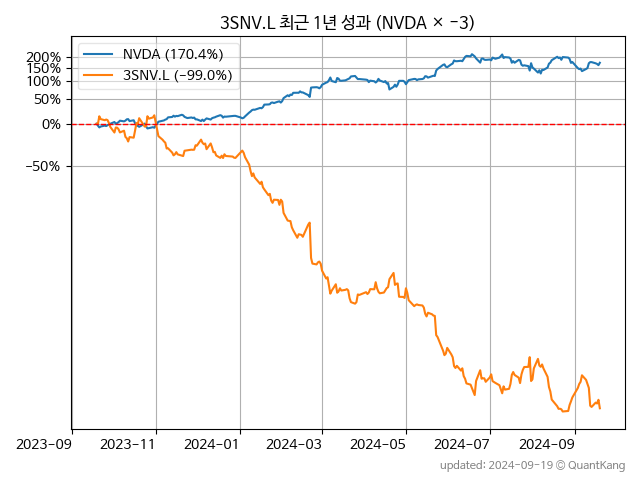 3SNV.L 최근 1년 성과 (NVDA × −3)
NVDA (170.4%)
3SNV.L (−99.0%)
200%
150%
100%
50%
0%
−50%
2023-09 2023-11 2024-01 2024-03 2024-05 2024-07 2024-09
updated: 2024-09-19 © QuantKang